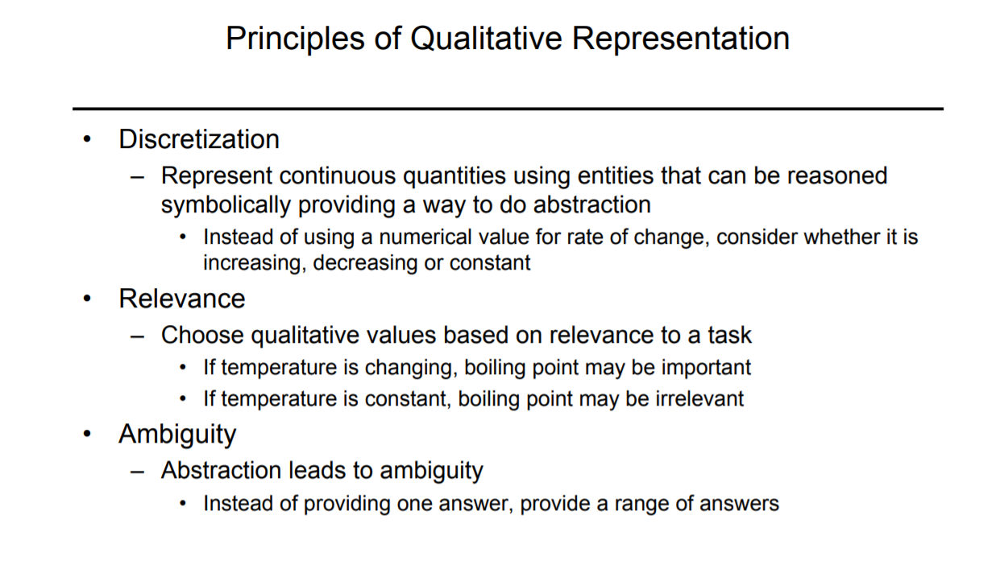 Principles of Qualitative Representation
• Discretization
– Represent continuous quantities using entities that can be reasoned
symbolically providing a way to do abstraction
• Instead of using a numerical value for rate of change, consider whether it is
increasing, decreasing or constant
• Relevance
– Choose qualitative values based on relevance to a task
• If temperature is changing, boiling point may be important
• If temperature is constant, boiling point may be irrelevant
• Ambiguity
– Abstraction leads to ambiguity
• Instead of providing one answer, provide a range of answers